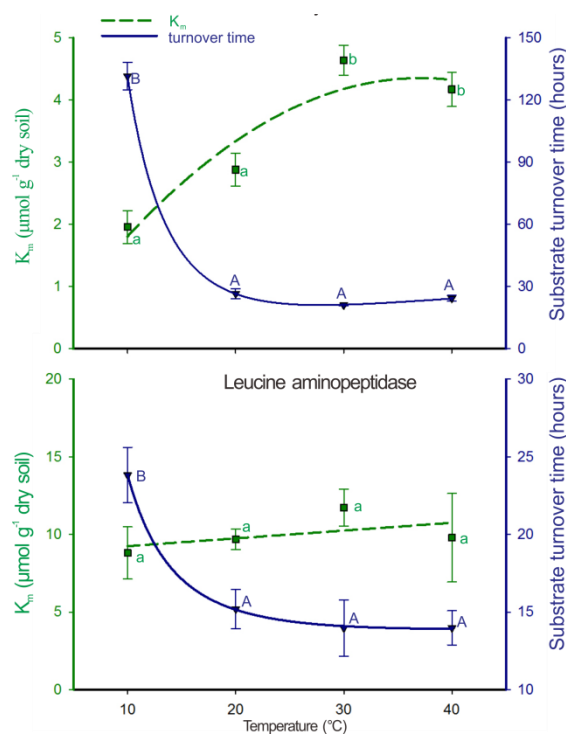 Km
turnover time
5
4
3
2
1
0
Km (μmol g-1 dry soil)
150
120
90
60
30
0
Substrate turnover time (hours)
B
a
a
A
b
A
b
A
Leucine aminopeptidase
20
15
10
5
0
Km (μmol g-1 dry soil)
30
25
20
15
10
Substrate turnover time (hours)
B
a
a
A
a
A
a
A
10 20 30 40
Temperature (°C)